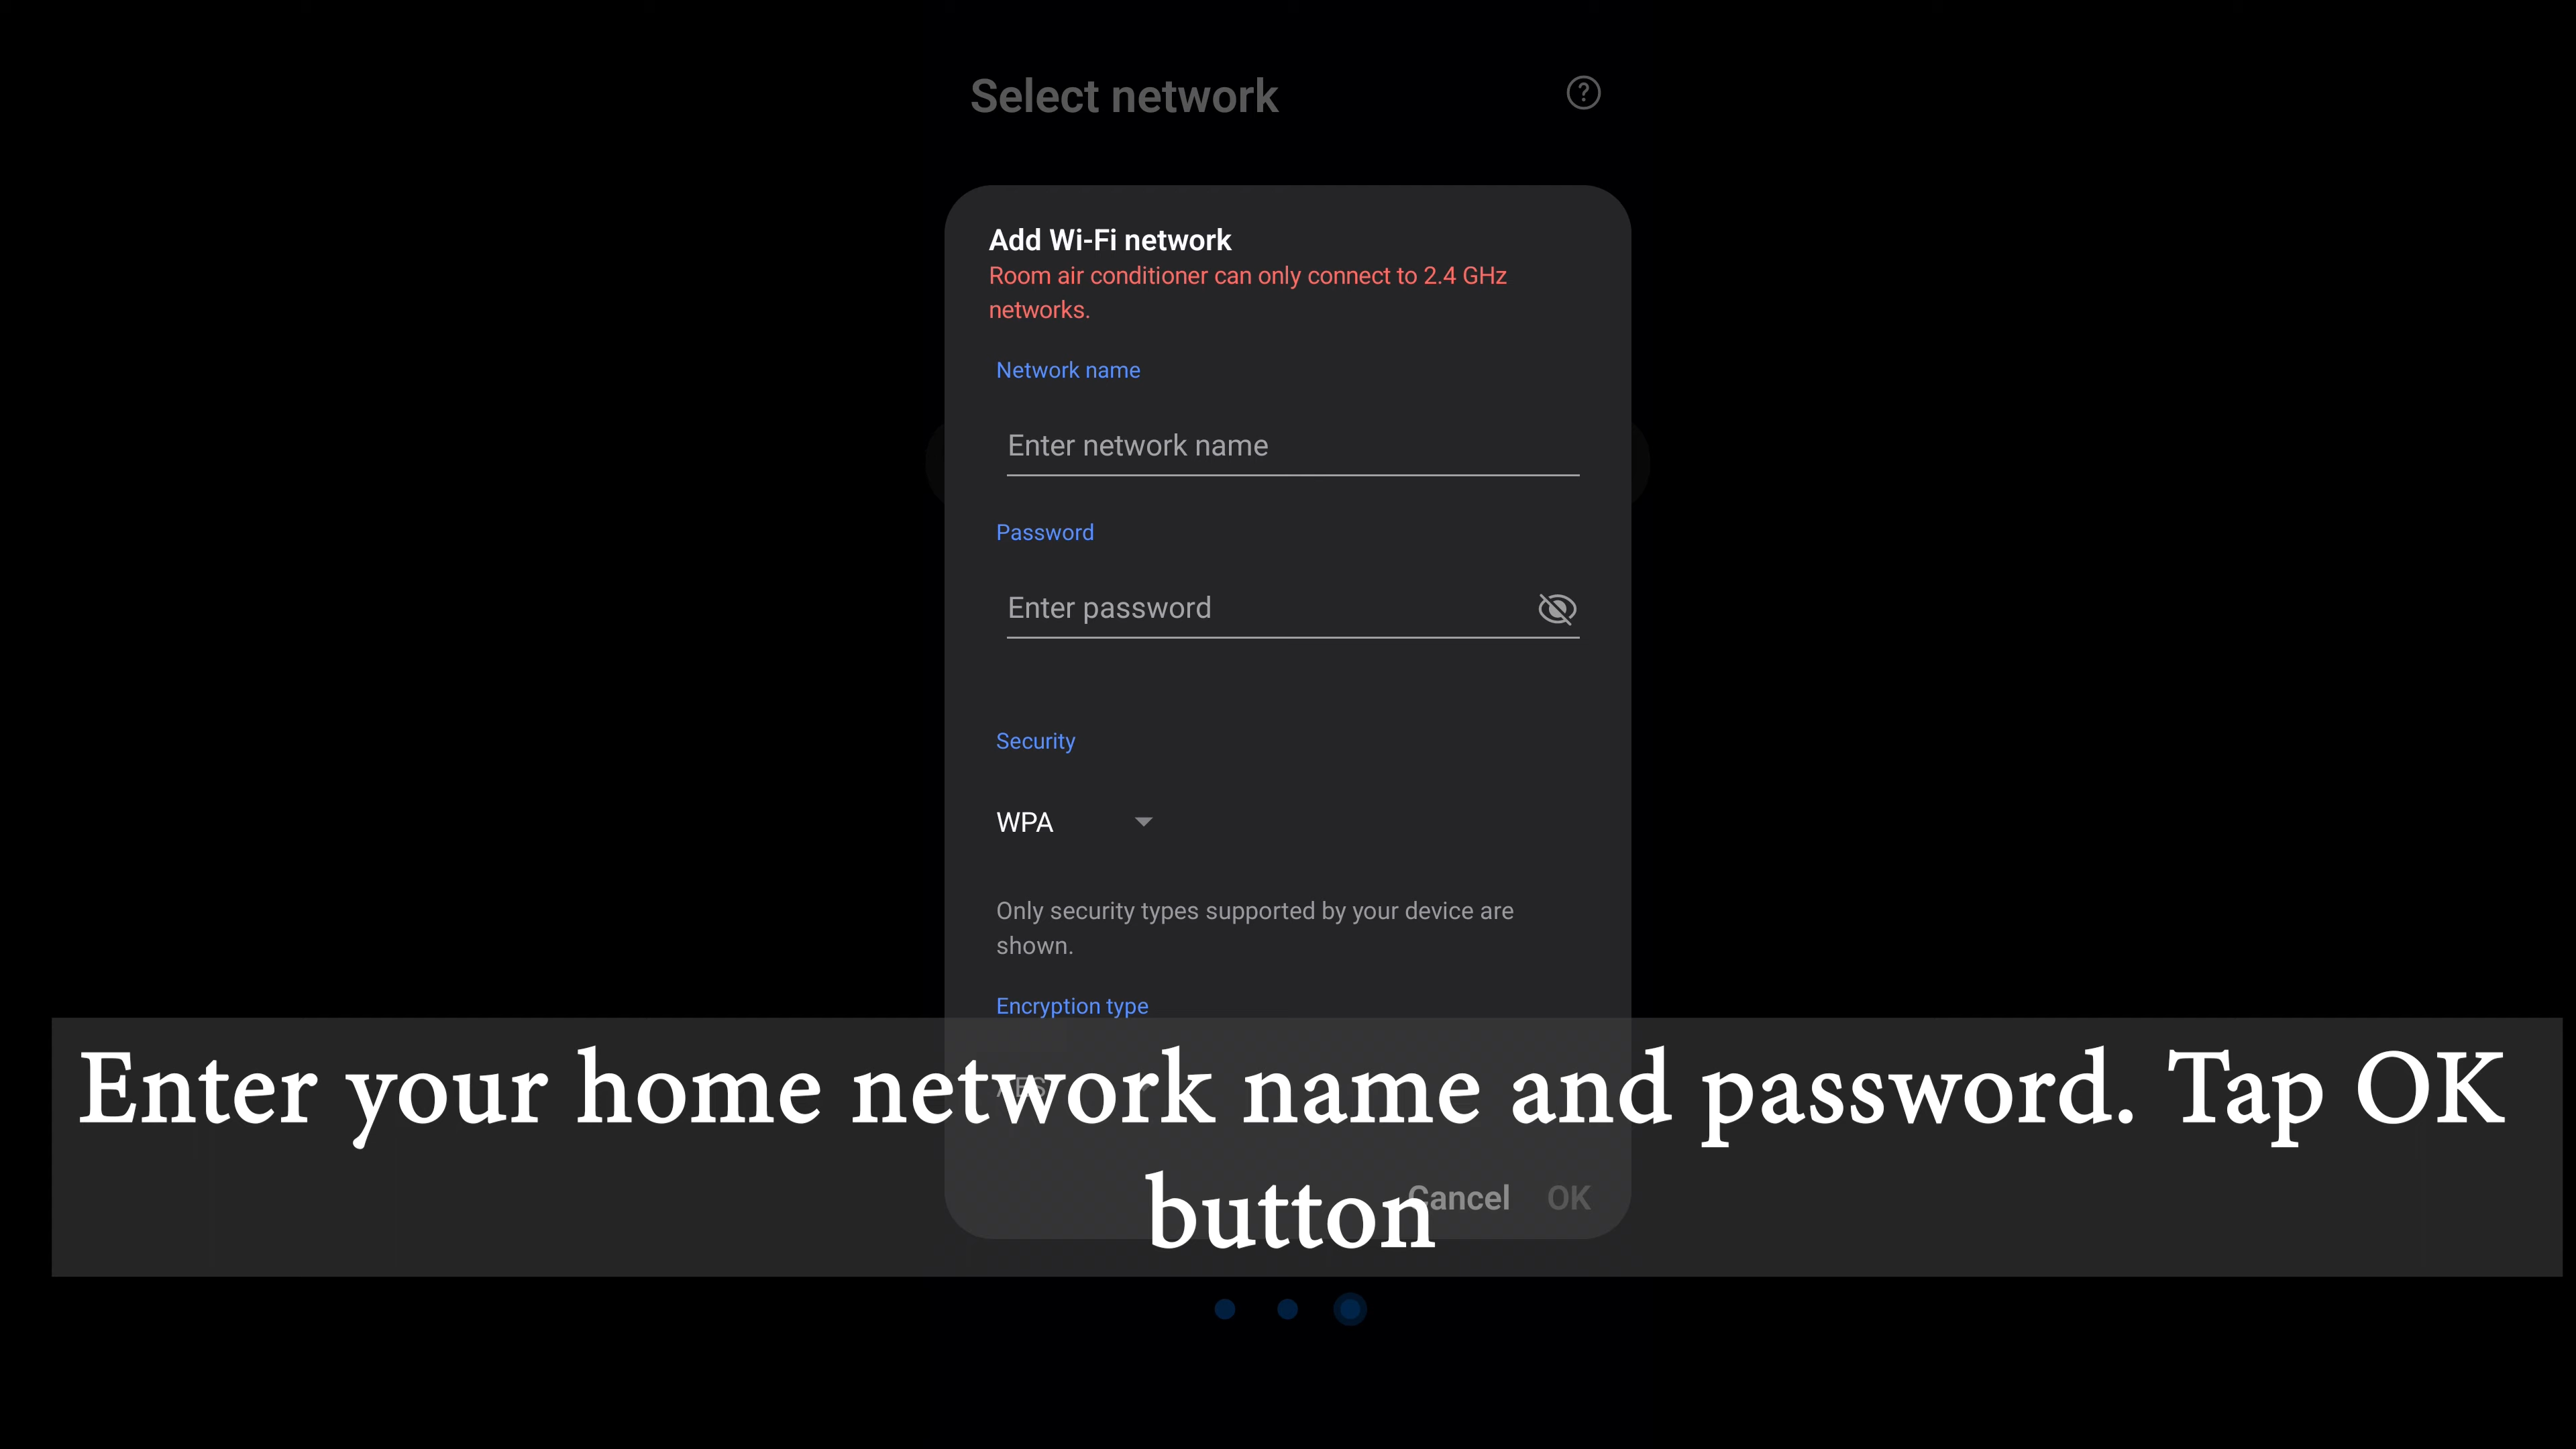 Select network
Add Wi-Fi network
Room air conditioner can only connect to 2.4 GHz
networks.
Network name
Enter network name
Password
Enter password
Security
WPA
Only security types supported by your device are
shown.
Encryption type
AES
Enter your home network name and password. Tap OK
button
Cancel OK